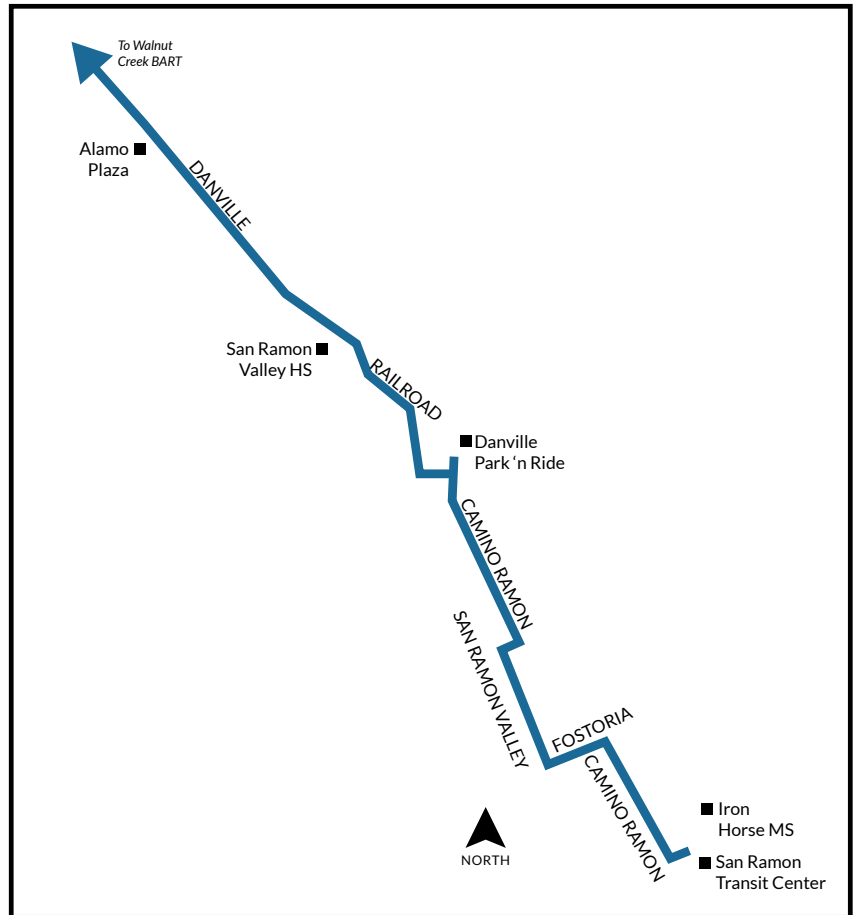 To Walnut
Creek BART
Alamo
Plaza
DANVILLE
San Ramon
Valley HS
RAILROAD
Danville
Park ‘n Ride
CAMINO RAMON
SAN RAMON VALLEY
FOSTORIA
CAMINO RAMON
Iron
Horse MS
NORTH
San Ramon
Transit Center